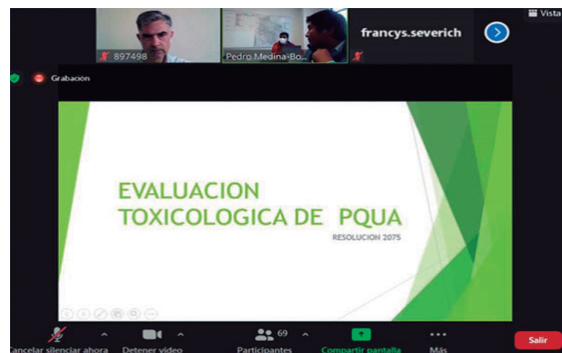 Vista
897498
Pedro Medina-Bo...
francys.severich
Grabación
EVALUACION
TOXICOLOGICA DE PQUA
RESOLUCION 2075
69
Cancelar silenciar ahora
Detener video
Participantes
Compartir pantalla
Más
Salir